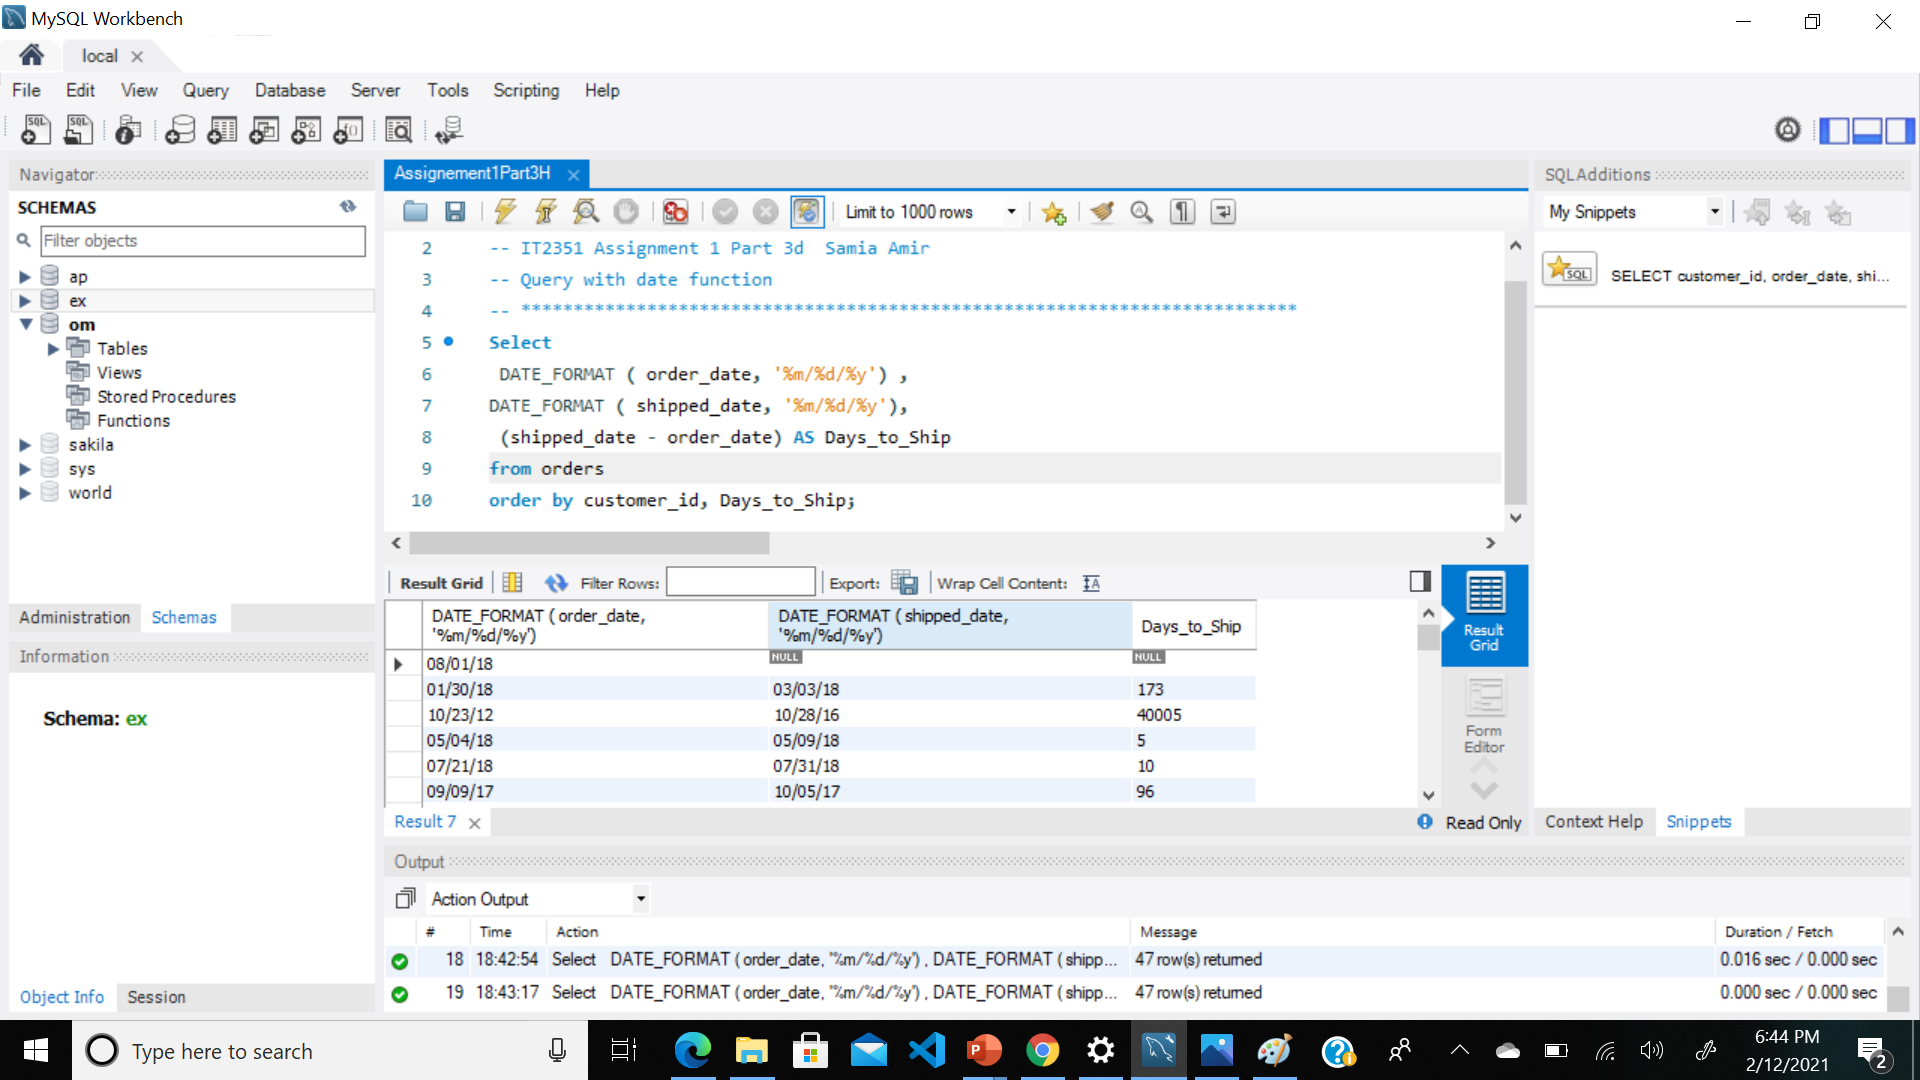 MySQL Workbench
local
File Edit View Query Database Server Tools Scripting Help
Navigator
SCHEMAS
Filter objects
ap
ex
om
Tables
Views
Stored Procedures
Functions
sakila
sys
world
Administration Schemas
Information
Schema: ex
Object Info Session
Assignement1Part3H
Limit to 1000 rows
2 -- IT2351 Assignment 1 Part 3d Samia Amir
3 -- Query with date function
4 -- **************************************************************************
5 Select
6 DATE_FORMAT ( order_date, '%m/%d/%y') ,
7 DATE_FORMAT ( shipped_date, '%m/%d/%y'),
8 (shipped_date - order_date) AS Days_to_Ship
9 from orders
10 order by customer_id, Days_to_Ship;
Result Grid Filter Rows: Export: Wrap Cell Content:
DATE_FORMAT ( order_date, '%m/%d/%y') DATE_FORMAT ( shipped_date, '%m/%d/%y') Days_to_Ship
08/01/18 NULL NULL
01/30/18 03/03/18 173
10/23/12 10/28/16 40005
05/04/18 05/09/18 5
07/21/18 07/31/18 10
09/09/17 10/05/17 96
Result Grid
Form Editor
Result 7
Read Only
SQLAdditions
My Snippets
SQL SELECT customer_id, order_date, shi...
Context Help Snippets
Output
Action Output
# Time Action Message Duration / Fetch
18 18:42:54 Select DATE_FORMAT ( order_date, '%m/%d/%y') , DATE_FORMAT ( shipp... 47 row(s) returned 0.016 sec / 0.000 sec
19 18:43:17 Select DATE_FORMAT ( order_date, '%m/%d/%y') , DATE_FORMAT ( shipp... 47 row(s) returned 0.000 sec / 0.000 sec
Type here to search
6:44 PM
2/12/2021
2